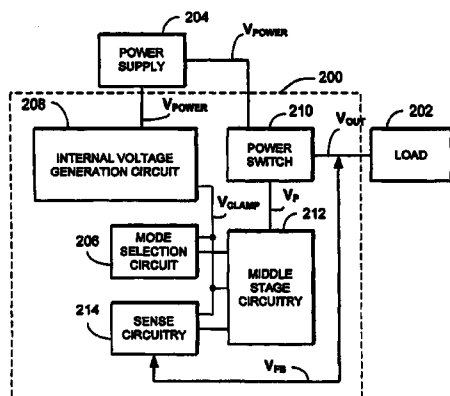 204
VPOWER
POWER
SUPPLY
200
208
VPOWER
210
VOUT
202
INTERNAL VOLTAGE
GENERATION CIRCUIT
POWER
SWITCH
LOAD
VCLAMP
VP
212
206
MODE
SELECTION
CIRCUIT
MIDDLE
STAGE
CIRCUITRY
214
SENSE
CIRCUITRY
VFB